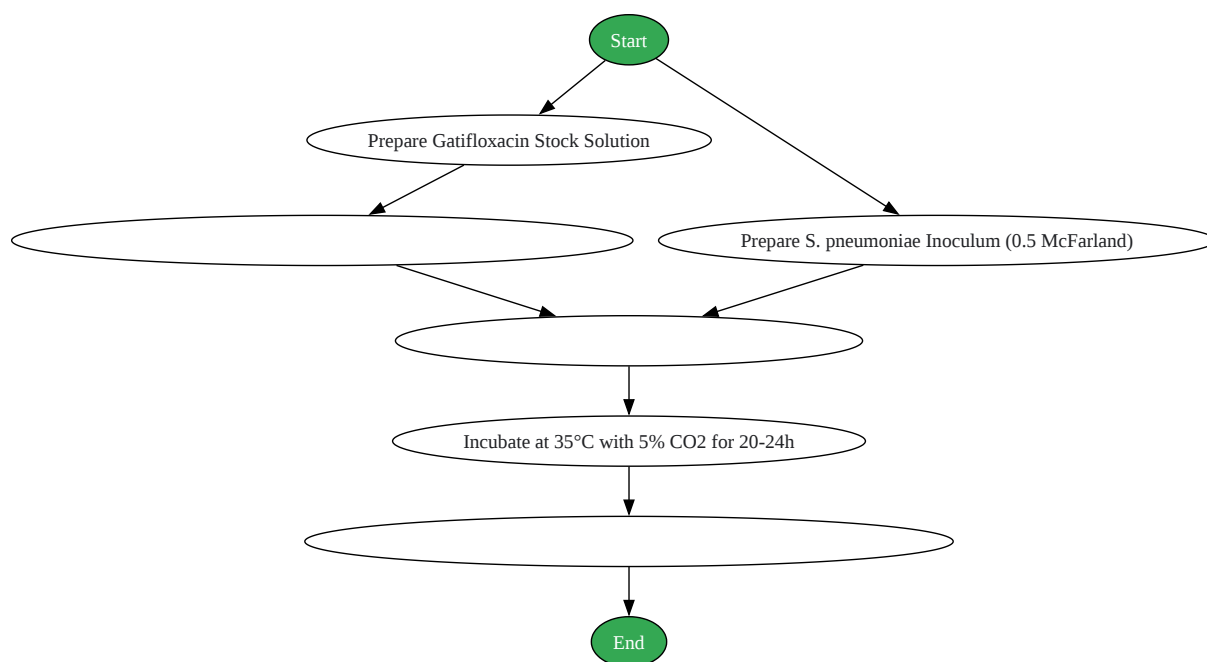 Start
Prepare Gatifloxacin Stock Solution
Prepare S. pneumoniae Inoculum (0.5 McFarland)
Incubate at 35°C with 5% CO2 for 20-24h
End